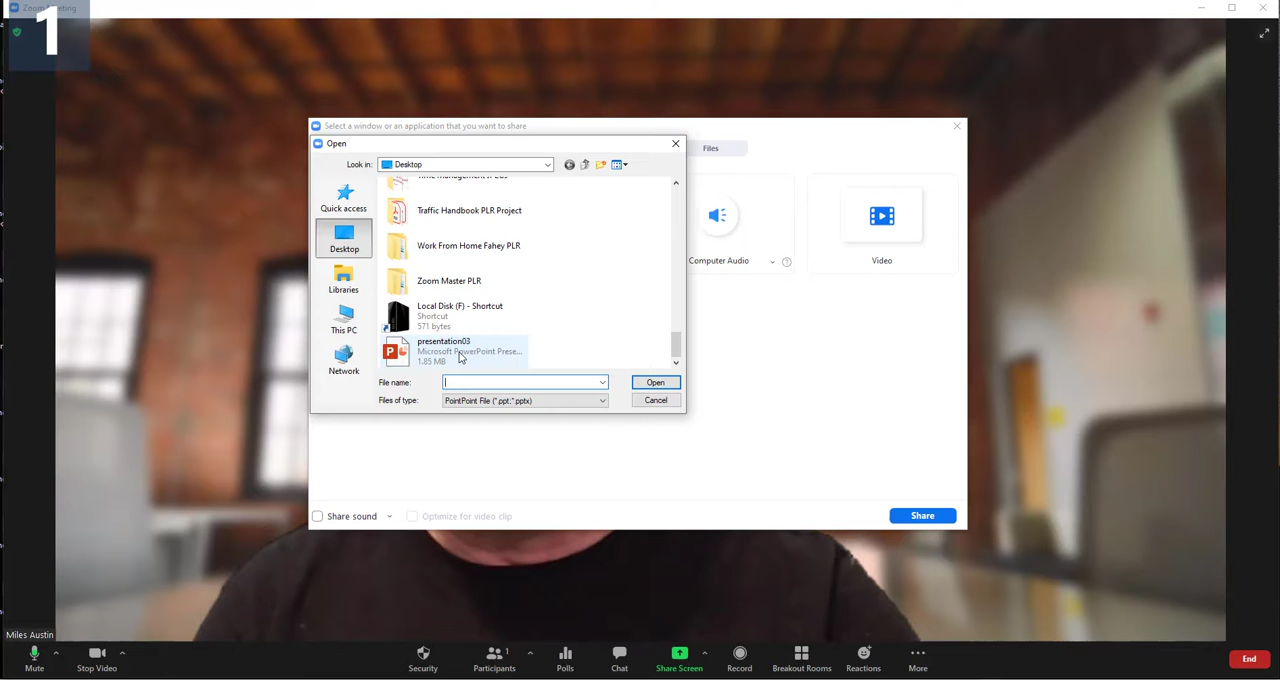 Zoom Meeting
1
Select a window or an application that you want to share
Open
Files
Look in:
Desktop
Quick access
Desktop
Libraries
This PC
Network
Traffic Handbook PLR Project
Work From Home Fahey PLR
Zoom Master PLR
Local Disk (F) - Shortcut
Shortcut
571 bytes
presentation03
Microsoft PowerPoint Prese...
1.85 MB
File name:
Open
Files of type:
PointPoint File (*.ppt;*.pptx)
Cancel
Computer Audio
Video
Share sound
Optimize for video clip
Share
Miles Austin
Mute
Stop Video
Security
Participants
1
Polls
Chat
Share Screen
Record
Breakout Rooms
Reactions
More
End